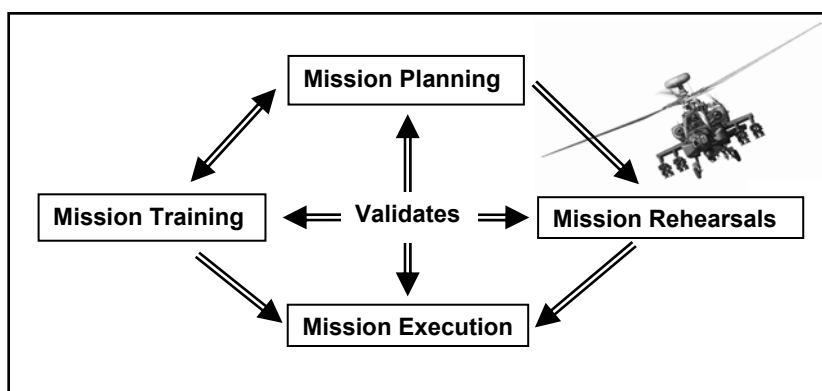 Mission Planning
Mission Training
Validates
Mission Rehearsals
Mission Execution